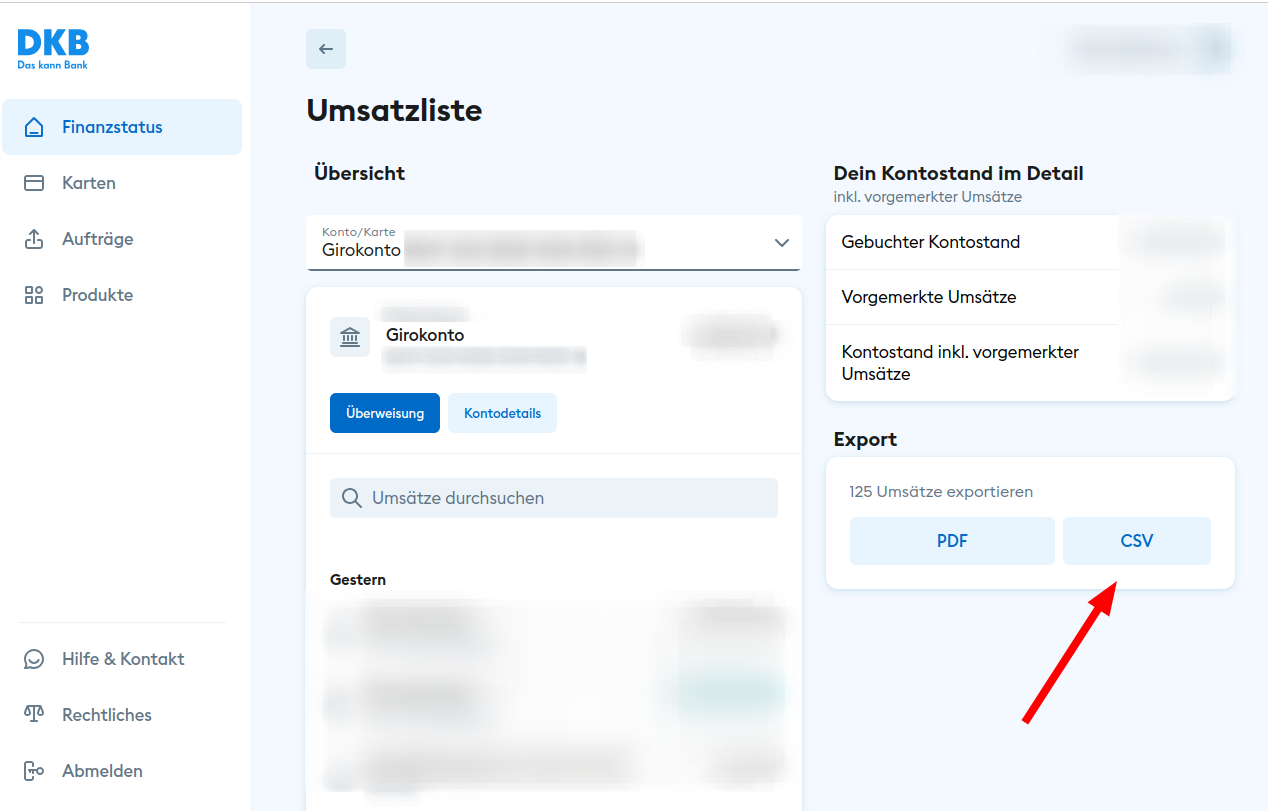 DKB
Das kann Bank
Finanzstatus
Karten
Aufträge
Produkte
Hilfe & Kontakt
Rechtliches
Abmelden
Umsatzliste
Übersicht
Konto/Karte
Girokonto
Girokonto
Überweisung
Kontodetails
Umsätze durchsuchen
Gestern
Dein Kontostand im Detail
inkl. vorgemerkter Umsätze
Gebuchter Kontostand
Vorgemerkte Umsätze
Kontostand inkl. vorgemerkter
Umsätze
Export
125 Umsätze exportieren
PDF
CSV